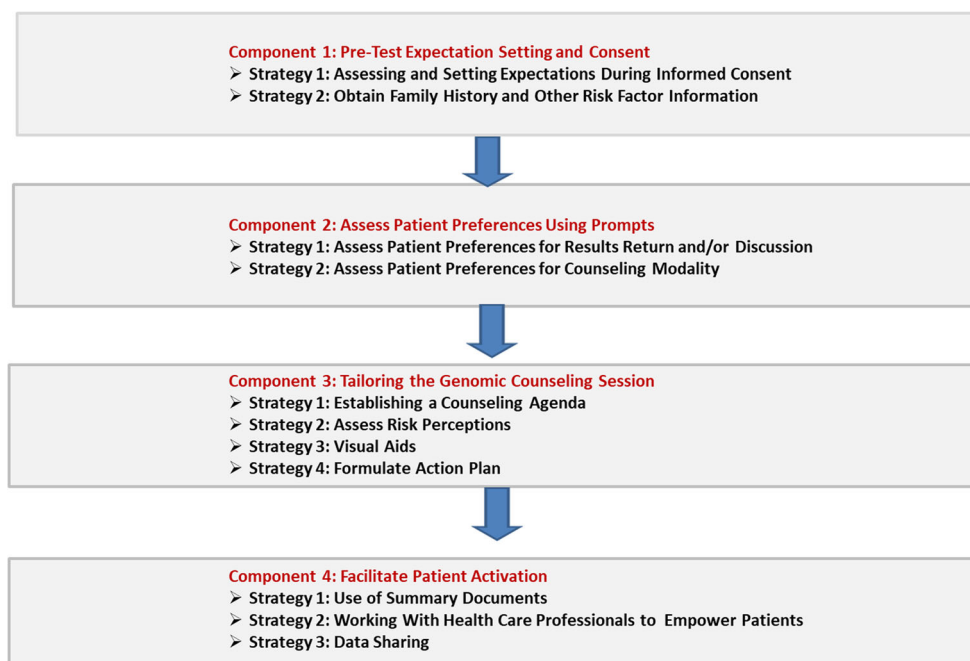 Component 1: Pre-Test Expectation Setting and Consent
➢ Strategy 1: Assessing and Setting Expectations During Informed Consent
➢ Strategy 2: Obtain Family History and Other Risk Factor Information
Component 2: Assess Patient Preferences Using Prompts
➢ Strategy 1: Assess Patient Preferences for Results Return and/or Discussion
➢ Strategy 2: Assess Patient Preferences for Counseling Modality
Component 3: Tailoring the Genomic Counseling Session
➢ Strategy 1: Establishing a Counseling Agenda
➢ Strategy 2: Assess Risk Perceptions
➢ Strategy 3: Visual Aids
➢ Strategy 4: Formulate Action Plan
Component 4: Facilitate Patient Activation
➢ Strategy 1: Use of Summary Documents
➢ Strategy 2: Working With Health Care Professionals to Empower Patients
➢ Strategy 3: Data Sharing